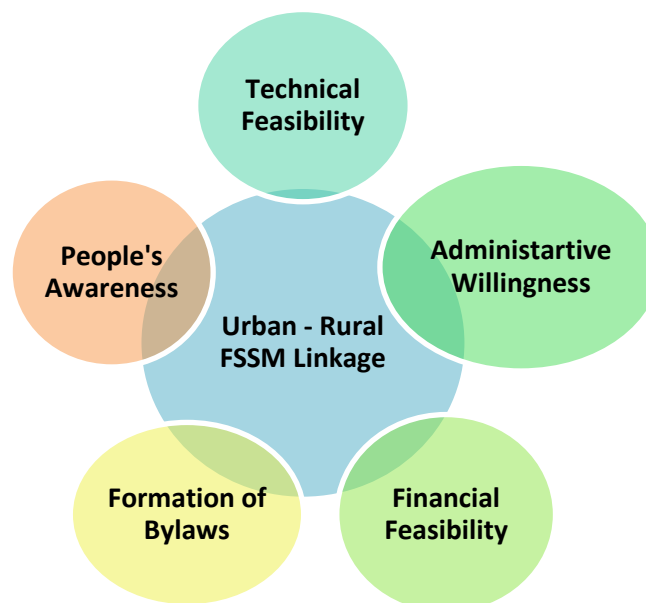 Technical
Feasibility
People's
Awareness
Administartive
Willingness
Urban - Rural
FSSM Linkage
Formation of
Bylaws
Financial
Feasibility